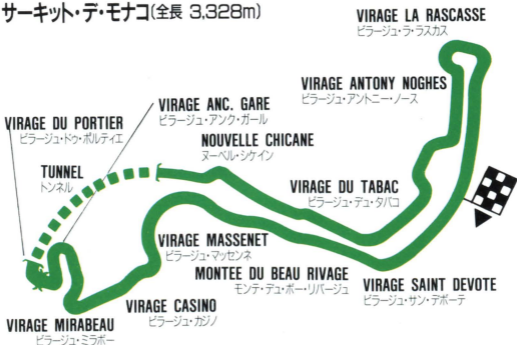 サーキット・デ・モナコ(全長 3,328m)
VIRAGE LA RASCASSE
ビラージュ・ラ・ラスカス
VIRAGE ANTONY NOGHES
ビラージュ・アントニー・ノース
VIRAGE ANC. GARE
ビラージュ・アンク・ガール
VIRAGE DU PORTIER
ビラージュ・ドゥ・ポルティエ
NOUVELLE CHICANE
ヌーベル・シケイン
TUNNEL
トンネル
VIRAGE DU TABAC
ビラージュ・デュ・タバコ
VIRAGE MASSENET
ビラージュ・マッセンネ
MONTEE DU BEAU RIVAGE
モンテ・デュ・ボー・リバージュ
VIRAGE SAINT DEVOTE
ビラージュ・サン・デボーテ
VIRAGE CASINO
ビラージュ・カジノ
VIRAGE MIRABEAU
ビラージュ・ミラボー